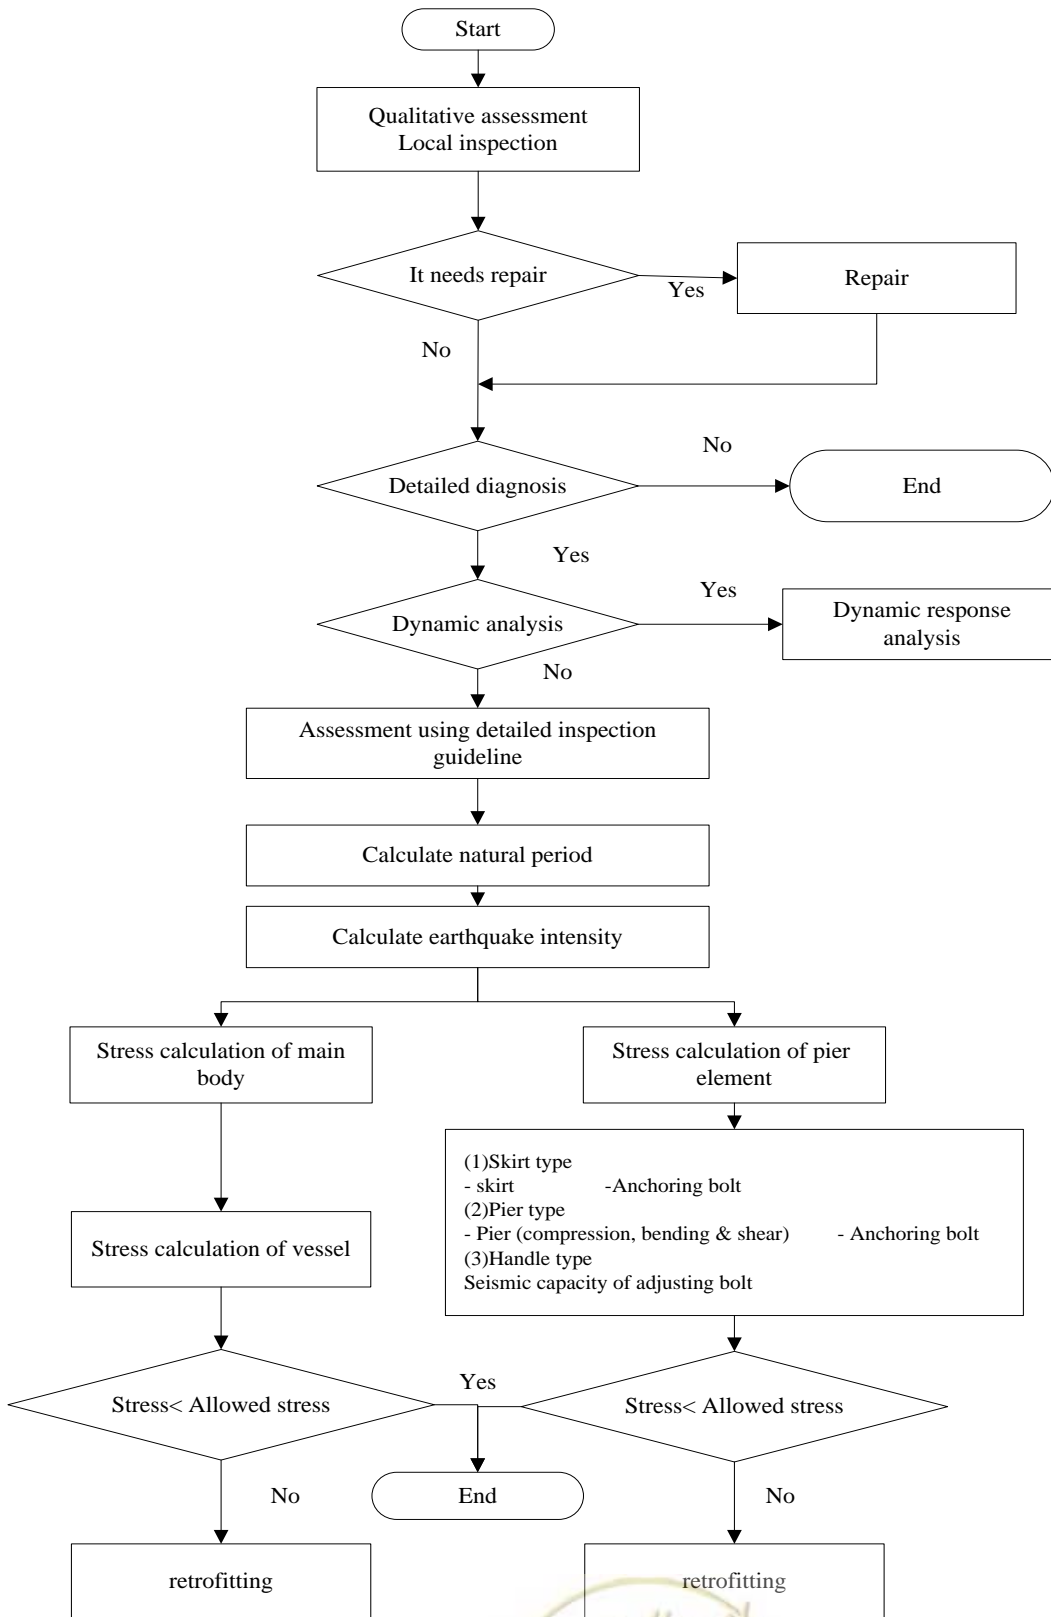 Start
Qualitative assessment
Local inspection
It needs repair
Yes
Repair
No
No
Detailed diagnosis
End
Yes
Yes
Dynamic analysis
Dynamic response
analysis
No
Assessment using detailed inspection
guideline
Calculate natural period
Calculate earthquake intensity
Stress calculation of main
body
Stress calculation of pier
element
(1)Skirt type
- skirt -Anchoring bolt
(2)Pier type
- Pier (compression, bending & shear) - Anchoring bolt
(3)Handle type
Seismic capacity of adjusting bolt
Stress calculation of vessel
Stress< Allowed stress
Yes
Stress< Allowed stress
No
End
No
retrofitting
retrofitting